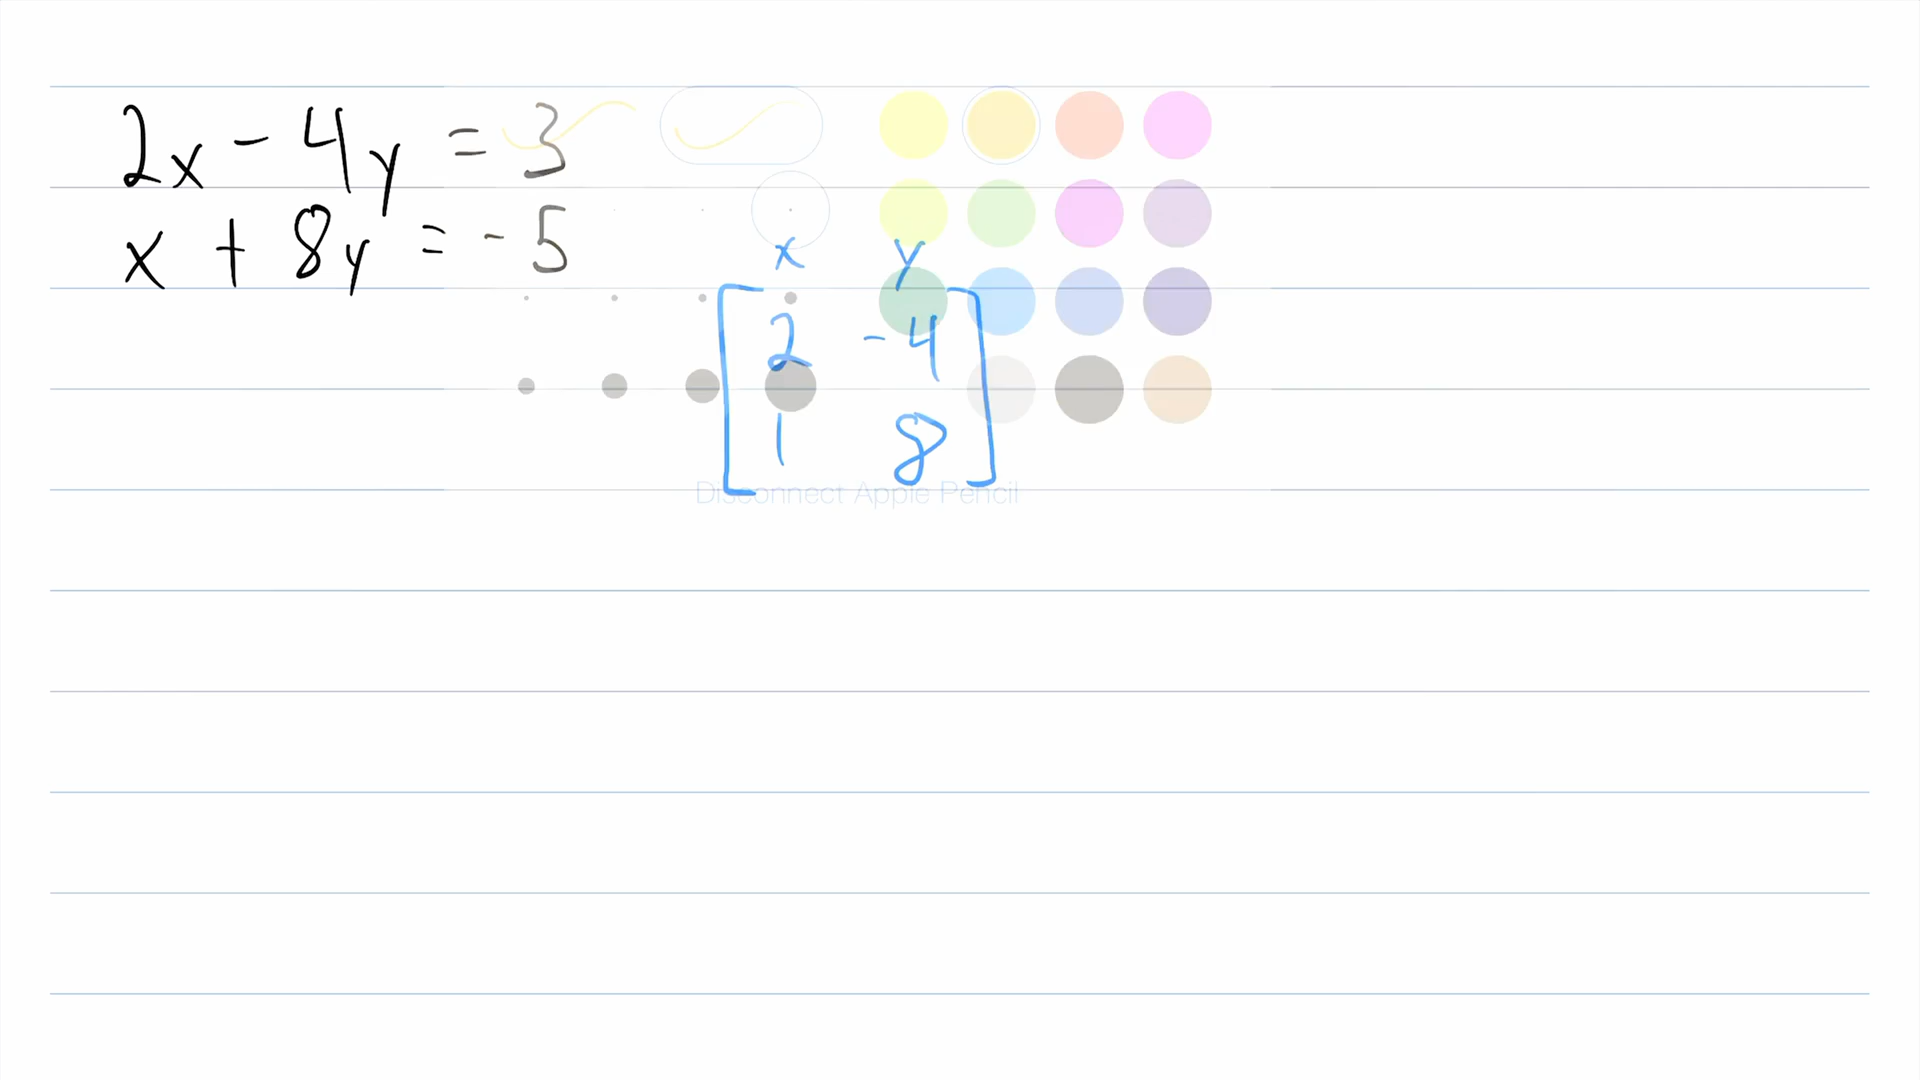 2x - 4y = 3
x + 8y = - 5
x y
2 -4
1 8
Disconnect Apple Pencil